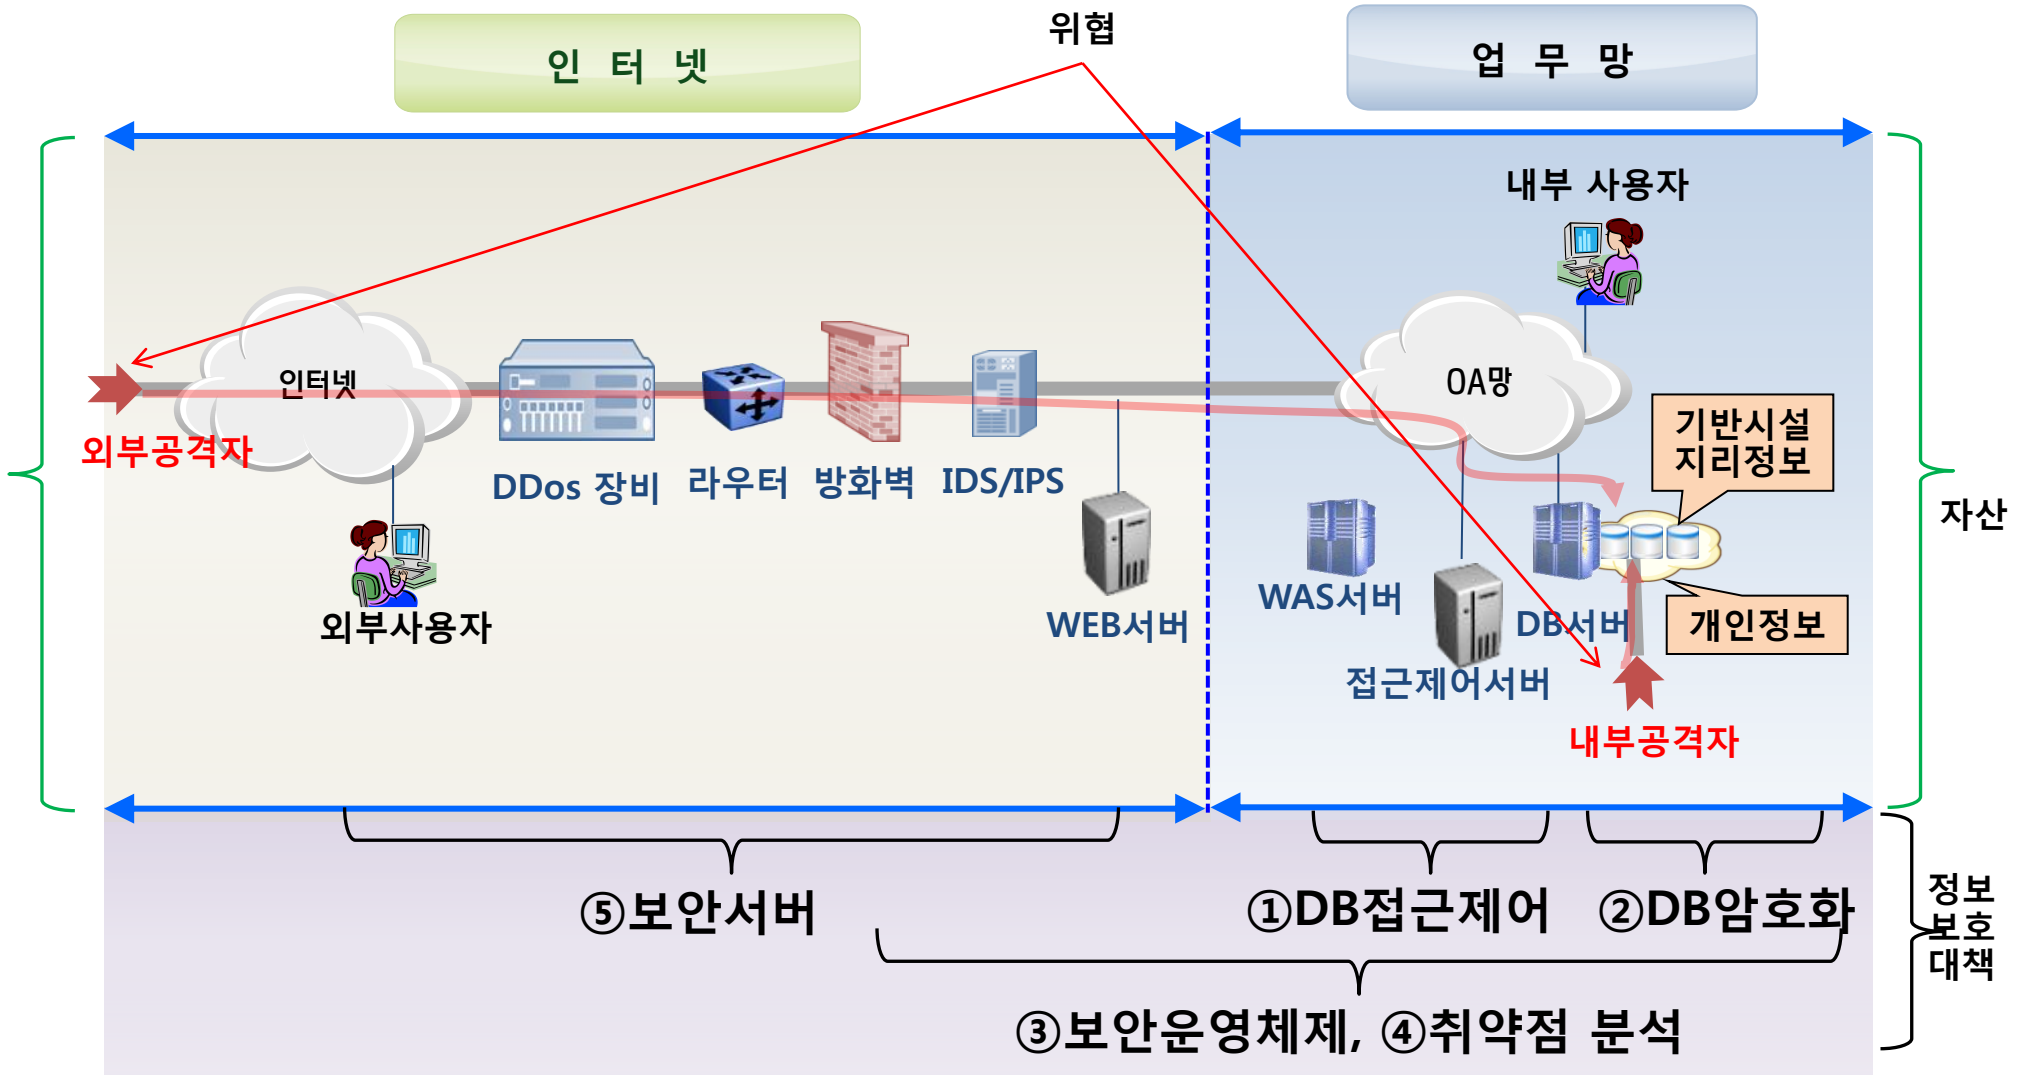 위협
인 터 넷
업 무 망
내부 사용자
인터넷
OA망
외부공격자
기반시설
지리정보
DDos 장비
라우터
방화벽
IDS/IPS
자산
외부사용자
WEB서버
WAS서버
DB서버
개인정보
접근제어서버
내부공격자
⑤보안서버
①DB접근제어
②DB암호화
정보
보호
대책
③보안운영체제, ④취약점 분석